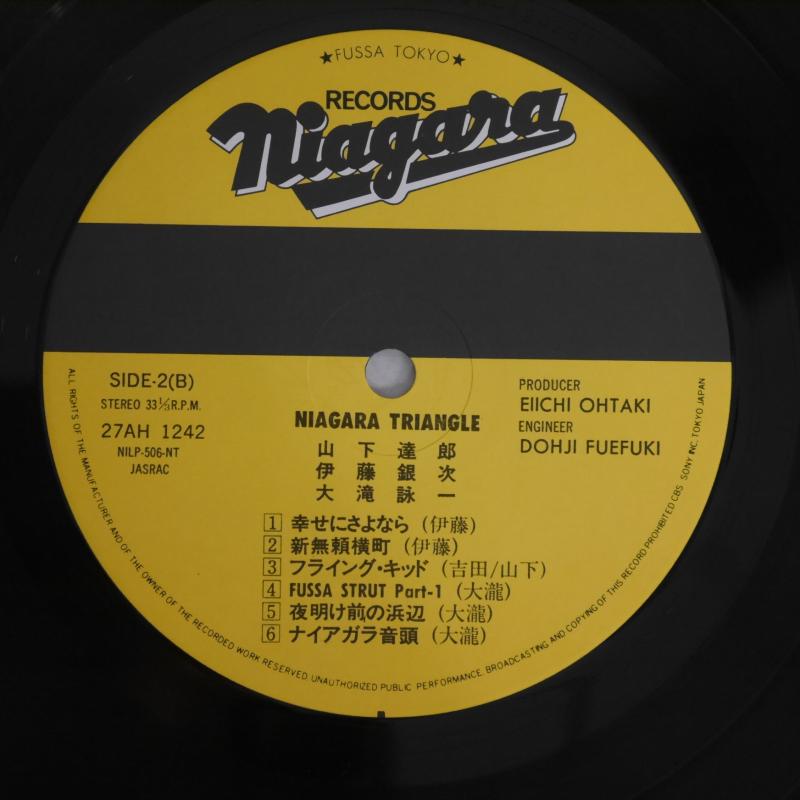 ★FUSSA TOKYO★
RECORDS
Niagara
SIDE-2(B)
STEREO 33⅓R.P.M.
27AH 1242
NILP-506-NT
JASRAC
PRODUCER
EIICHI OHTAKI
ENGINEER
DOHJI FUEFUKI
NIAGARA TRIANGLE
山下達郎
伊藤銀次
大滝詠一
1 幸せにさよなら (伊藤)
2 新無頼横町 (伊藤)
3 フライング・キッド (吉田/山下)
4 FUSSA STRUT Part-1 (大瀧)
5 夜明け前の浜辺 (大瀧)
6 ナイアガラ音頭 (大瀧)
ALL RIGHTS OF THE MANUFACTURER AND OF THE OWNER OF THE RECORDED WORK RESERVED. UNAUTHORIZED PUBLIC PERFORMANCE. BROADCASTING AND COPYING OF THIS RECORD PROHIBITED. CBS SONY INC. TOKYO JAPAN